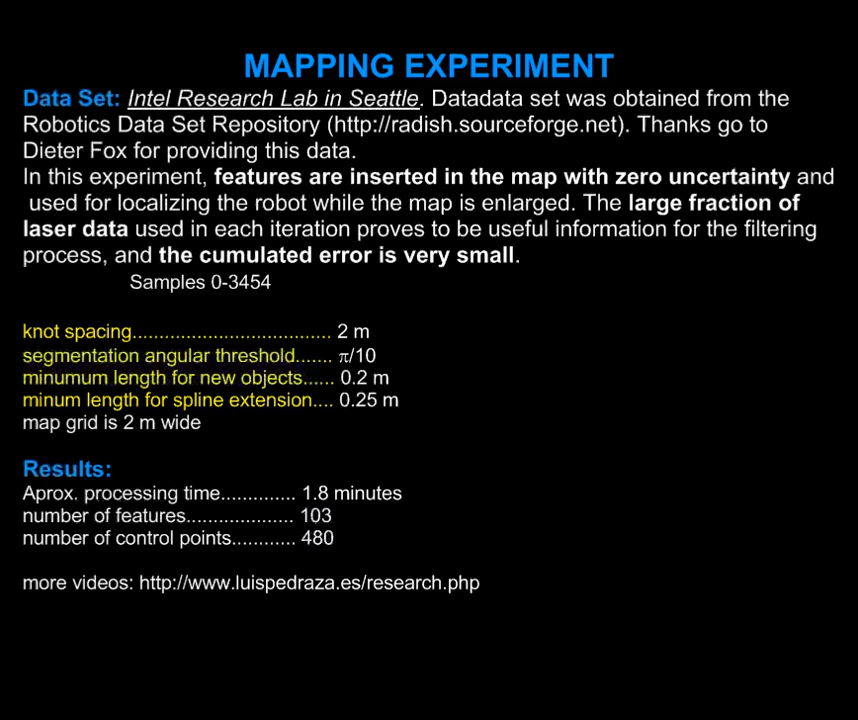 MAPPING EXPERIMENT
Data Set: Intel Research Lab in Seattle. Datadata set was obtained from the
Robotics Data Set Repository (http://radish.sourceforge.net). Thanks go to
Dieter Fox for providing this data.
In this experiment, features are inserted in the map with zero uncertainty and
used for localizing the robot while the map is enlarged. The large fraction of
laser data used in each iteration proves to be useful information for the filtering
process, and the cumulated error is very small.
Samples 0-3454
knot spacing..................................... 2 m
segmentation angular threshold....... π/10
minumum length for new objects...... 0.2 m
minum length for spline extension.... 0.25 m
map grid is 2 m wide
Results:
Aprox. processing time.............. 1.8 minutes
number of features.................... 103
number of control points............ 480
more videos: http://www.luispedraza.es/research.php